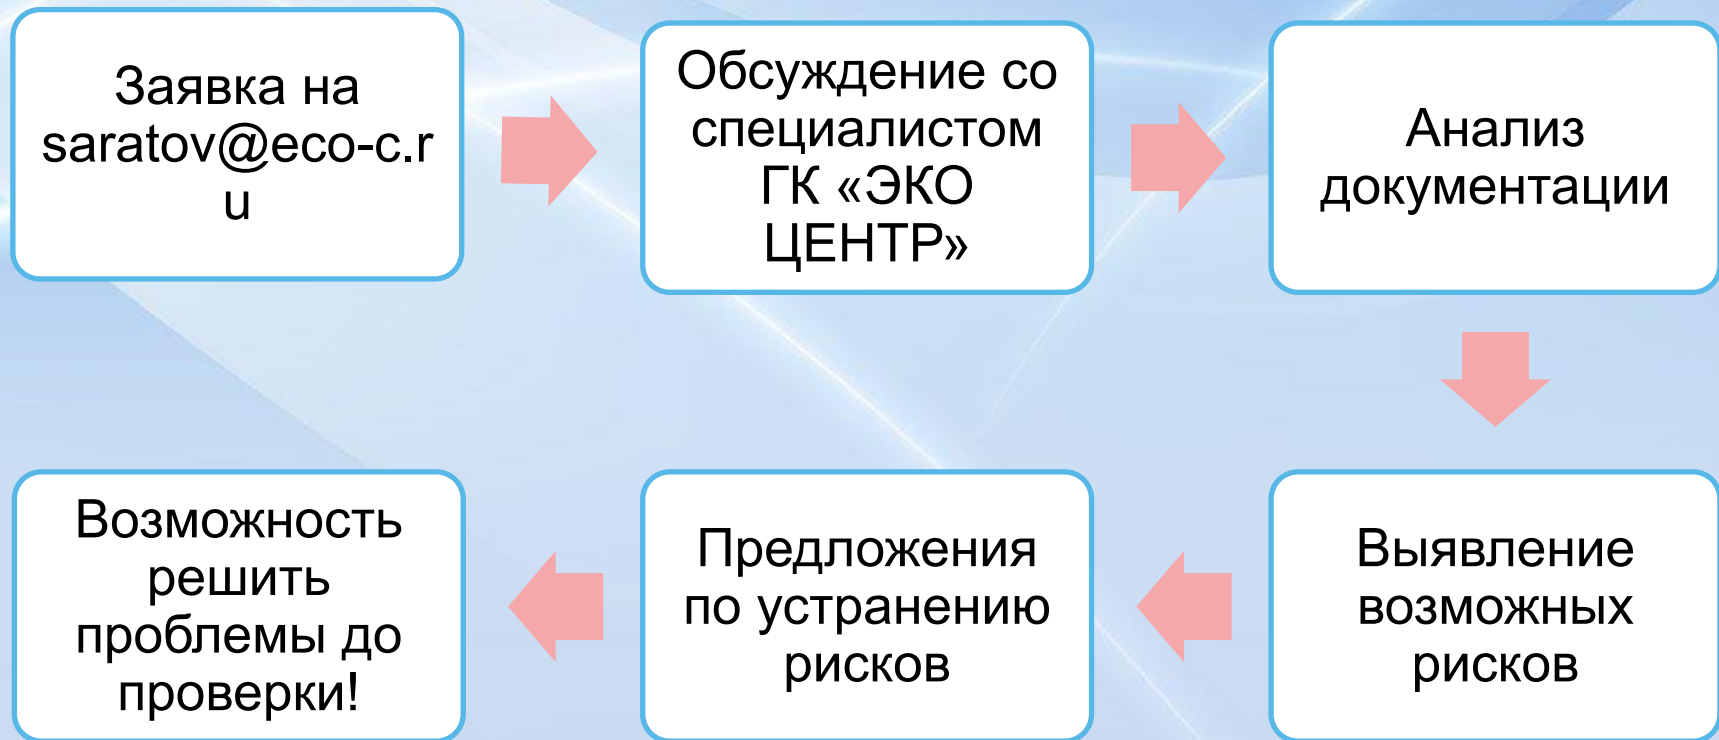 Заявка на
saratov@eco-c.r
u
Обсуждение со
специалистом
ГК «ЭКО
ЦЕНТР»
Анализ
документации
Выявление
возможных
рисков
Предложения
по устранению
рисков
Возможность
решить
проблемы до
проверки!